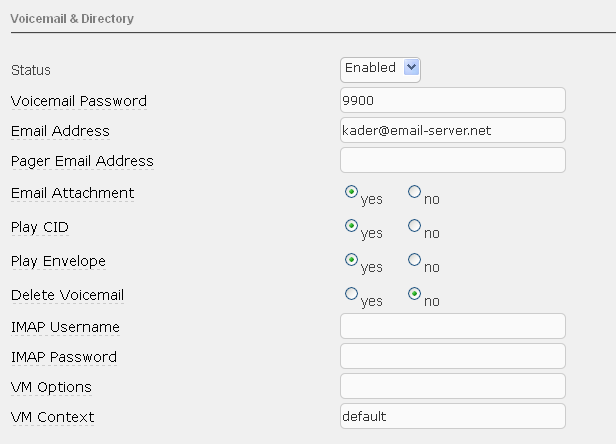 Voicemail & Directory
Status Enabled
Voicemail Password 9900
Email Address kader@email-server.net
Pager Email Address
Email Attachment yes no
Play CID yes no
Play Envelope yes no
Delete Voicemail yes no
IMAP Username
IMAP Password
VM Options
VM Context default